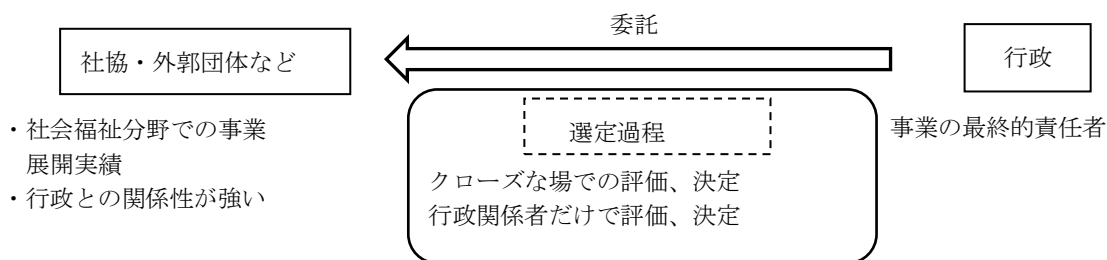 委託
社協・外郭団体など
行政
選定過程
・社会福祉分野での事業
展開実績
・行政との関係性が強い
クローズな場での評価、決定
行政関係者だけで評価、決定
事業の最終的責任者